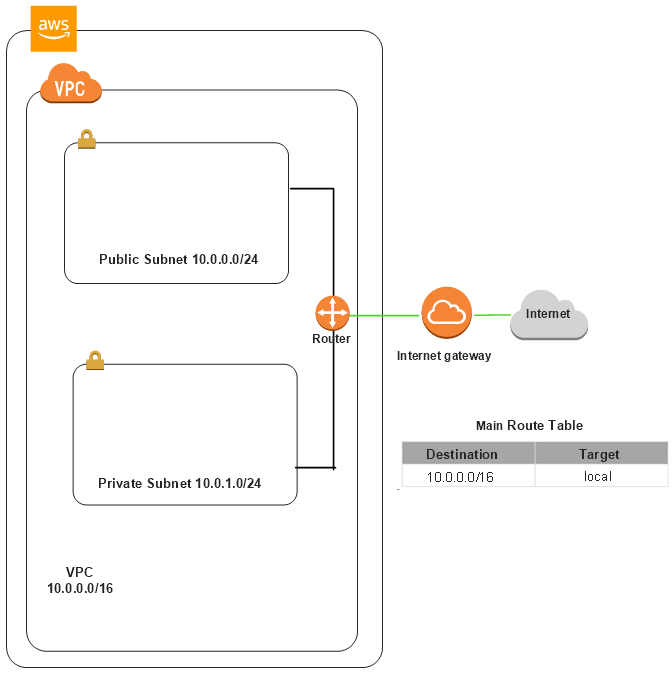 aws
VPC
Public Subnet 10.0.0.0/24
Router
Internet gateway
Internet
Private Subnet 10.0.1.0/24
VPC
10.0.0.0/16
Main Route Table
Destination Target
10.0.0.0/16 local